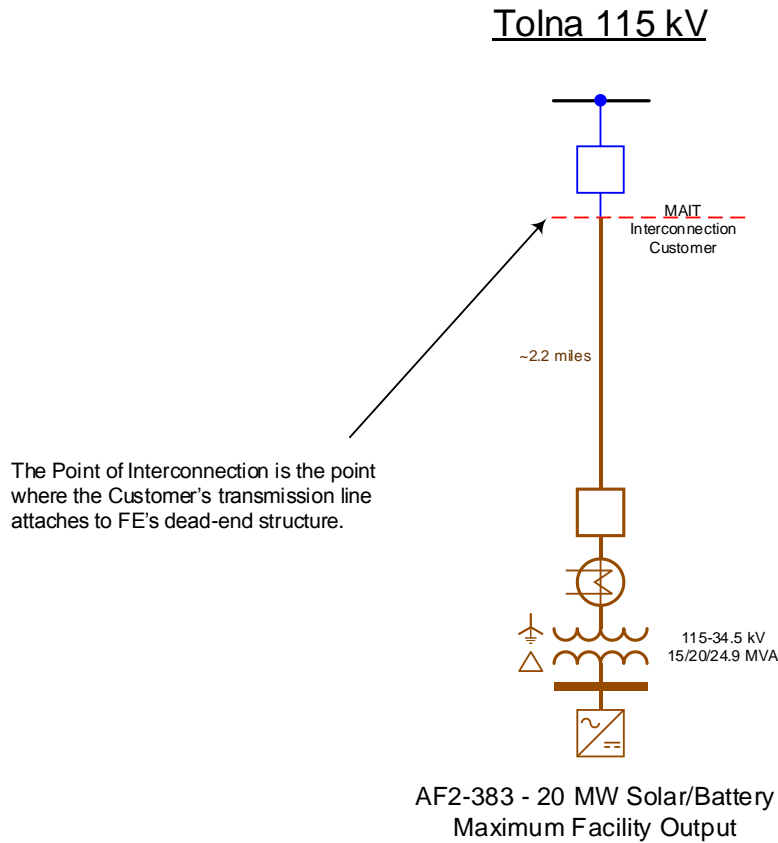 Tolna 115 kV
MAIT
Interconnection
Customer
~2.2 miles
The Point of Interconnection is the point
where the Customer's transmission line
attaches to FE's dead-end structure.
115-34.5 kV
15/20/24.9 MVA
AF2-383 - 20 MW Solar/Battery
Maximum Facility Output